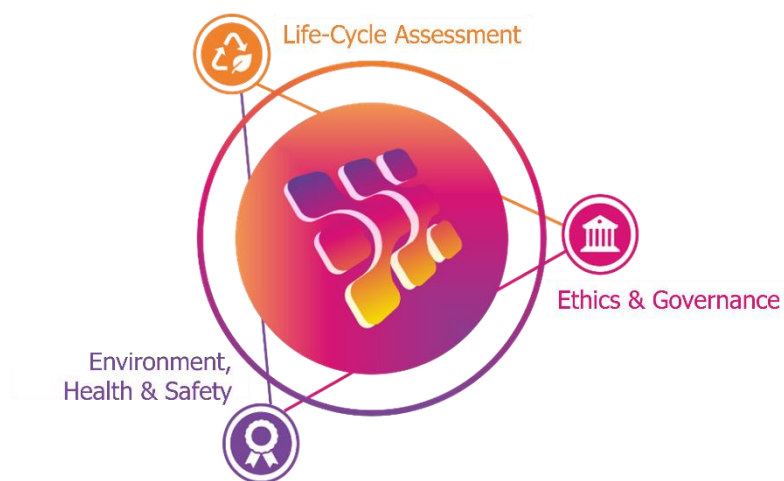 Life-Cycle Assessment
Ethics & Governance
Environment,
Health & Safety